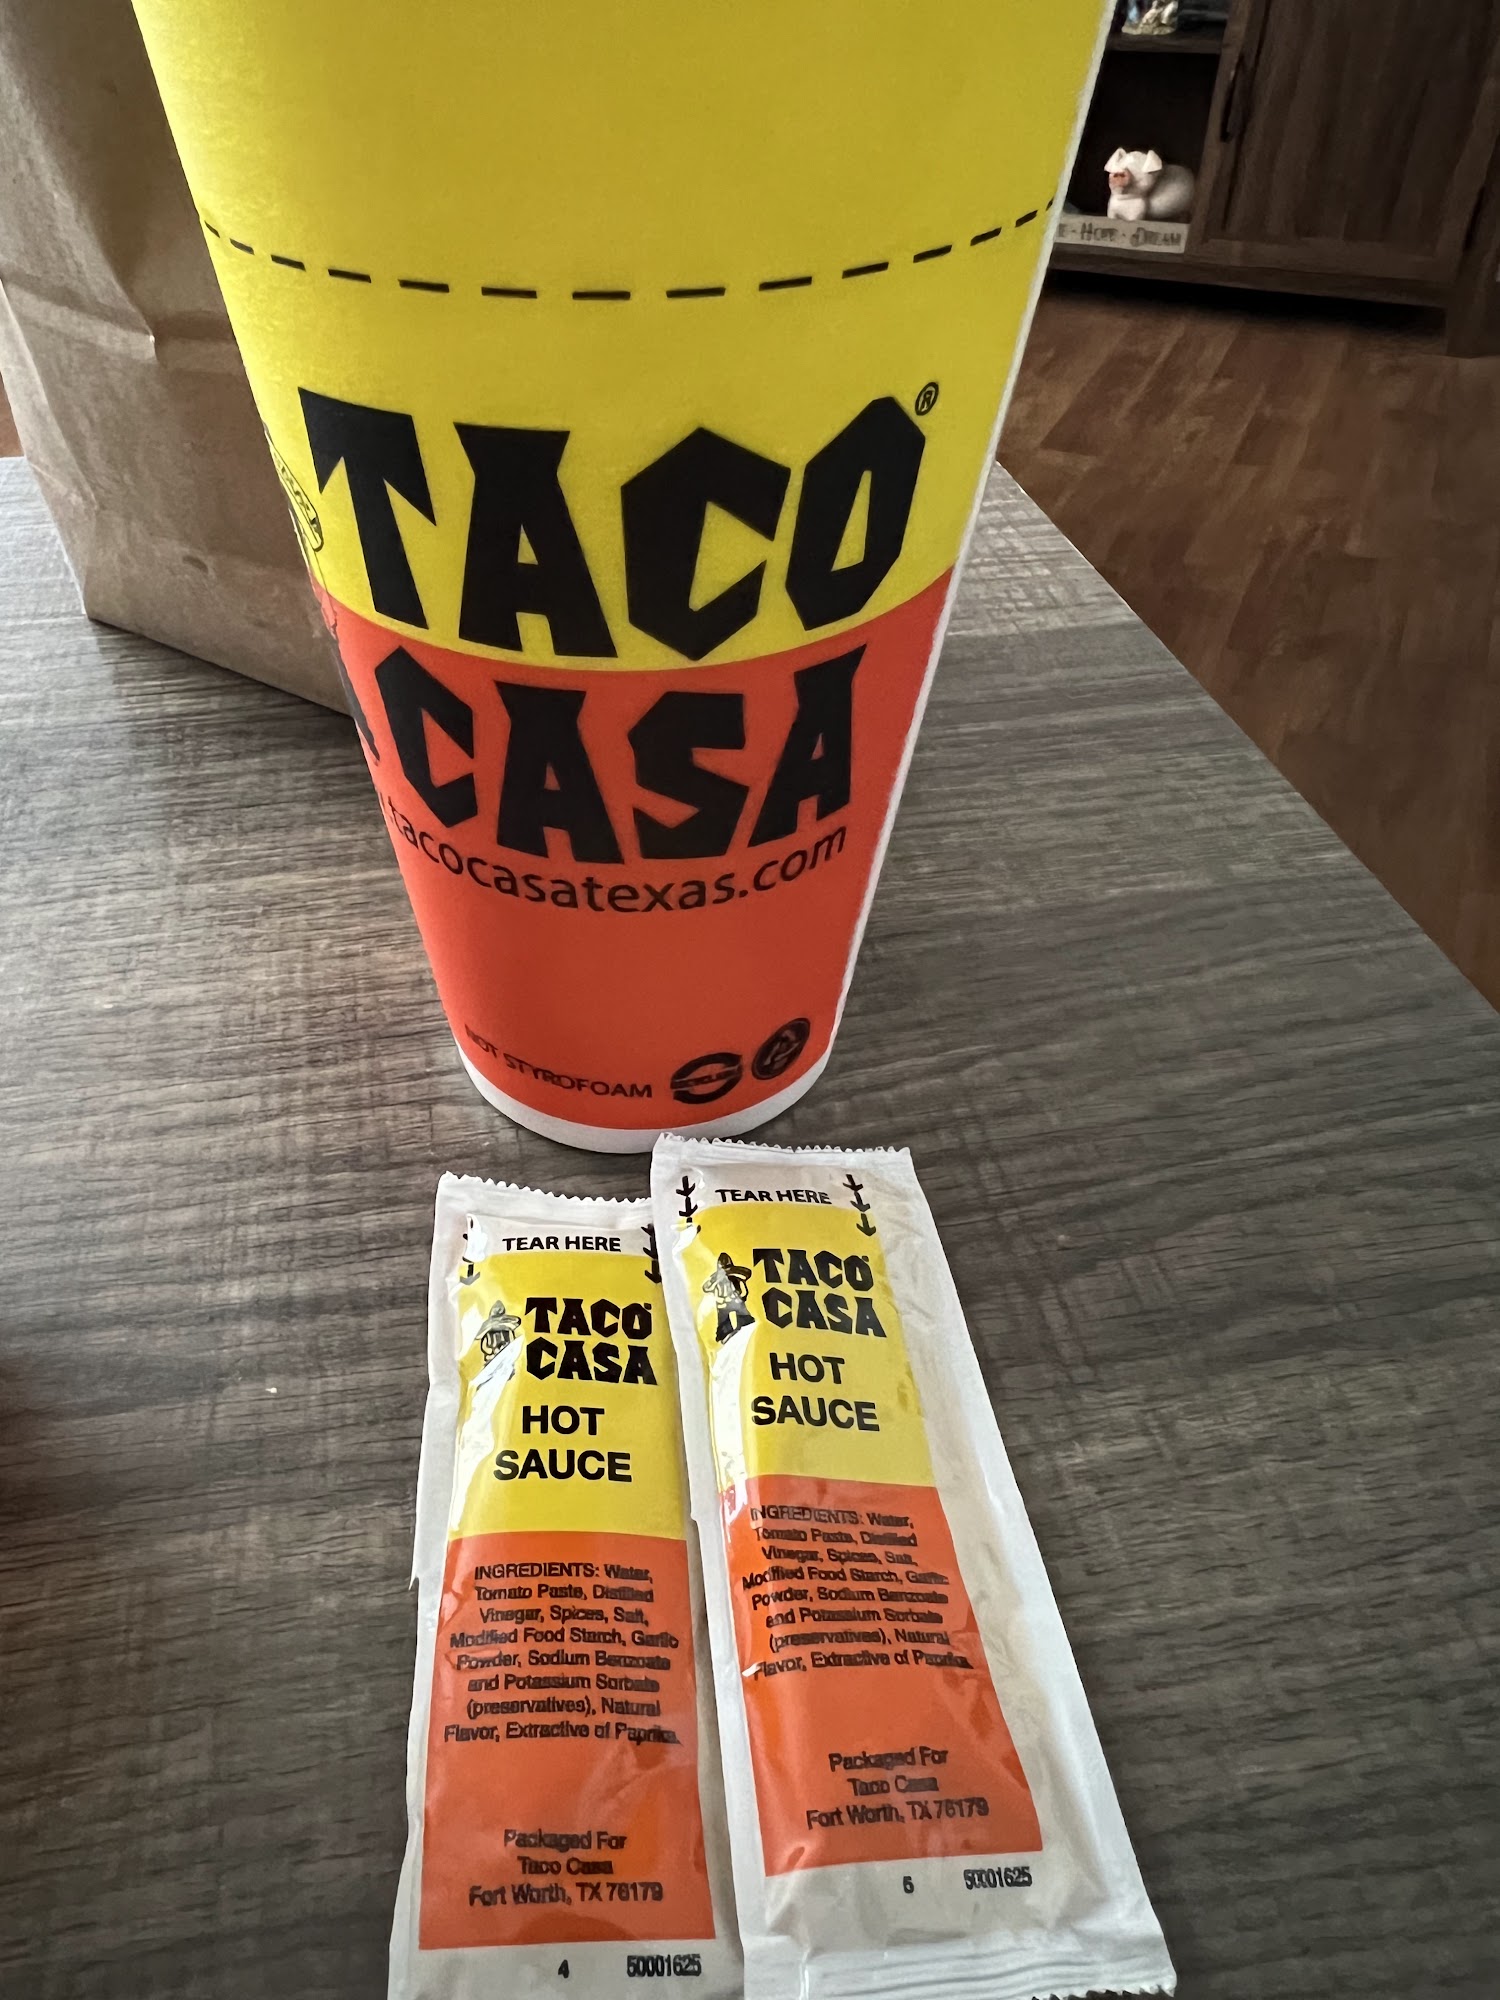 HOPE · DREAM
TACO®
CASA
.tacocasatexas.com
NOT STYROFOAM
TEAR HERE
TACO
CASA
HOT
SAUCE
INGREDIENTS: Water,
Tomato Paste, Distilled
Vinegar, Spices, Salt,
Modified Food Starch, Garlic
Powder, Sodium Benzoate
and Potassium Sorbate
(preservatives), Natural
Flavor, Extractive of Paprika.
Packaged For
Taco Casa
Fort Worth, TX 76179
4 50001625
TEAR HERE
TACO
CASA
HOT
SAUCE
INGREDIENTS: Water,
Tomato Paste, Distilled
Vinegar, Spices, Salt,
Modified Food Starch, Garlic
Powder, Sodium Benzoate
and Potassium Sorbate
(preservatives), Natural
Flavor, Extractive of Paprika.
Packaged For
Taco Casa
Fort Worth, TX 76179
5 50001625